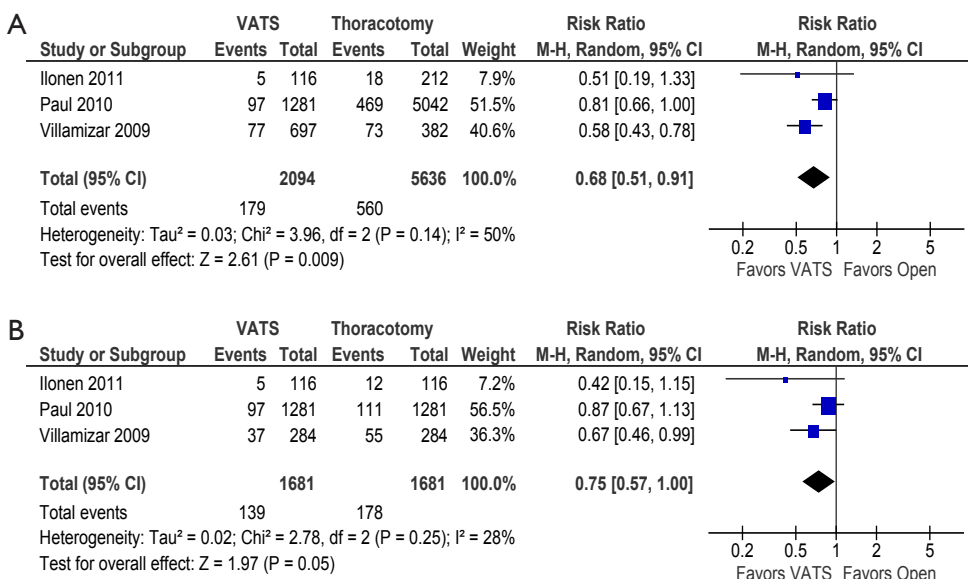 A
VATS Thoracotomy Risk Ratio Risk Ratio
Study or Subgroup Events Total Events Total Weight M-H, Random, 95% CI M-H, Random, 95% CI
Ilonen 2011 5 116 18 212 7.9% 0.51 [0.19, 1.33]
Paul 2010 97 1281 469 5042 51.5% 0.81 [0.66, 1.00]
Villamizar 2009 77 697 73 382 40.6% 0.58 [0.43, 0.78]
Total (95% CI) 2094 5636 100.0% 0.68 [0.51, 0.91]
Total events 179 560
Heterogeneity: Tau² = 0.03; Chi² = 3.96, df = 2 (P = 0.14); I² = 50%
Test for overall effect: Z = 2.61 (P = 0.009)
0.2 0.5 1 2 5
Favors VATS Favors Open
B
VATS Thoracotomy Risk Ratio Risk Ratio
Study or Subgroup Events Total Events Total Weight M-H, Random, 95% CI M-H, Random, 95% CI
Ilonen 2011 5 116 12 116 7.2% 0.42 [0.15, 1.15]
Paul 2010 97 1281 111 1281 56.5% 0.87 [0.67, 1.13]
Villamizar 2009 37 284 55 284 36.3% 0.67 [0.46, 0.99]
Total (95% CI) 1681 1681 100.0% 0.75 [0.57, 1.00]
Total events 139 178
Heterogeneity: Tau² = 0.02; Chi² = 2.78, df = 2 (P = 0.25); I² = 28%
Test for overall effect: Z = 1.97 (P = 0.05)
0.2 0.5 1 2 5
Favors VATS Favors Open